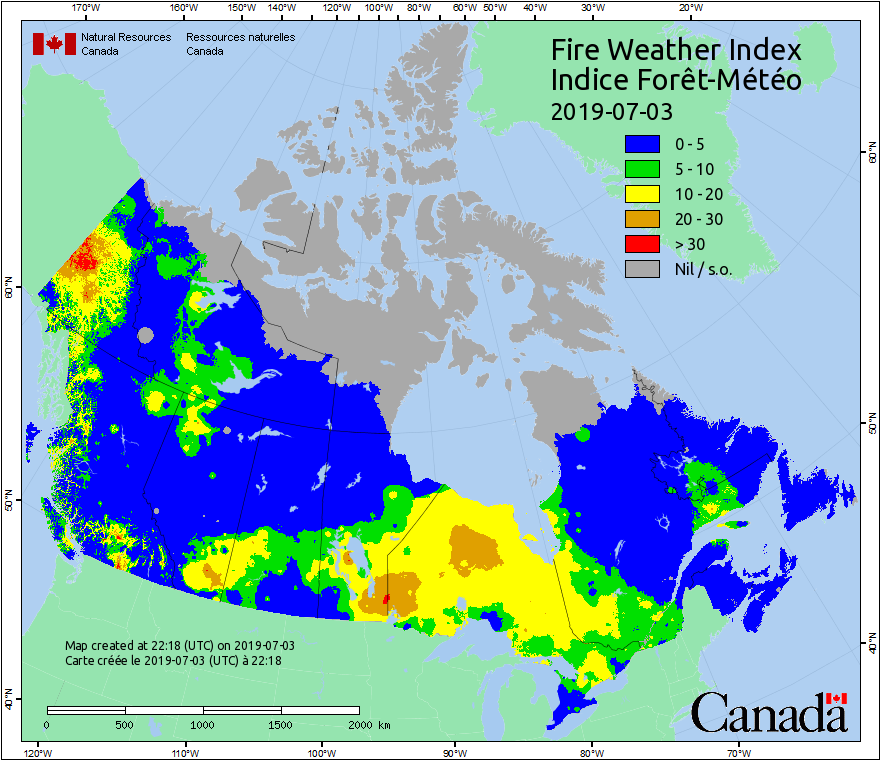 170°W 160°W 150°W 140°W 130°W 120°W 110°W 100°W 90°W 80°W 70°W 60°W 50°W 40°W 30°W 20°W
Natural Resources
Canada
Ressources naturelles
Canada
Fire Weather Index
Indice Forêt-Météo
2019-07-03
0 - 5
5 - 10
10 - 20
20 - 30
> 30
Nil / s.o.
60°N
50°N
40°N
60°N
50°N
40°N
Map created at 22:18 (UTC) on 2019-07-03
Carte créée le 2019-07-03 (UTC) à 22:18
0 500 1000 1500 2000 km
Canada
120°W 110°W 100°W 90°W 80°W 70°W